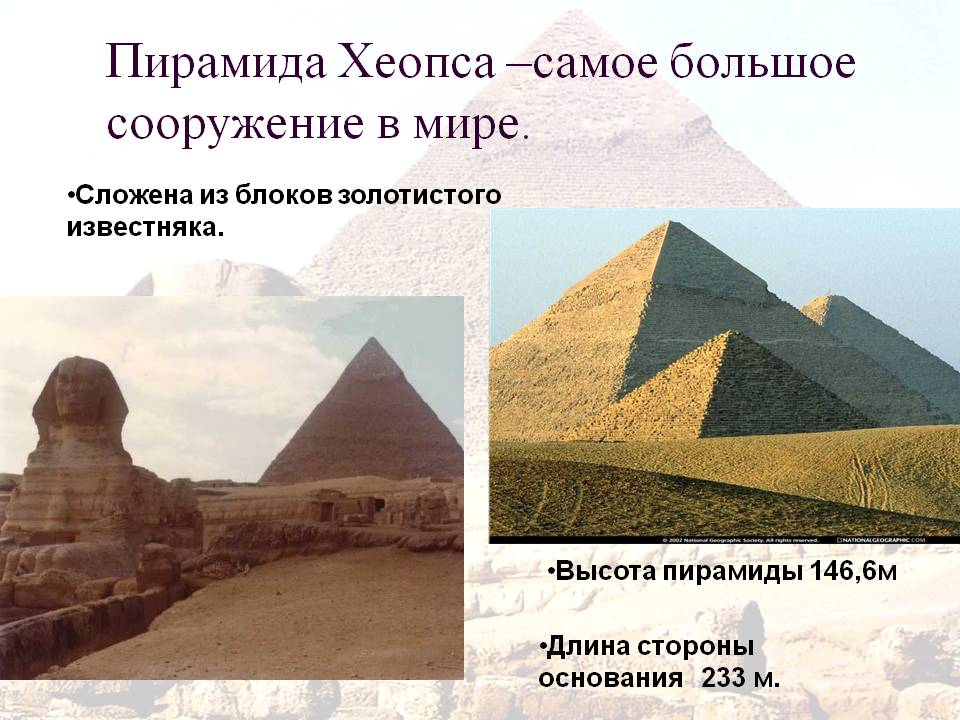 Пирамида Хеопса –самое большое
сооружение в мире.
•Сложена из блоков золотистого
известняка.
© 2002 National Geographic Society. All rights reserved. NATIONALGEOGRAPHIC.COM
•Высота пирамиды 146,6м
•Длина стороны
основания 233 м.